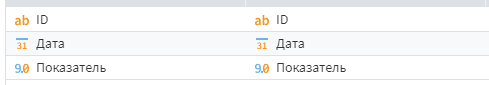 ab ID ab ID
31 Дата 31 Дата
9.0 Показатель 9.0 Показатель